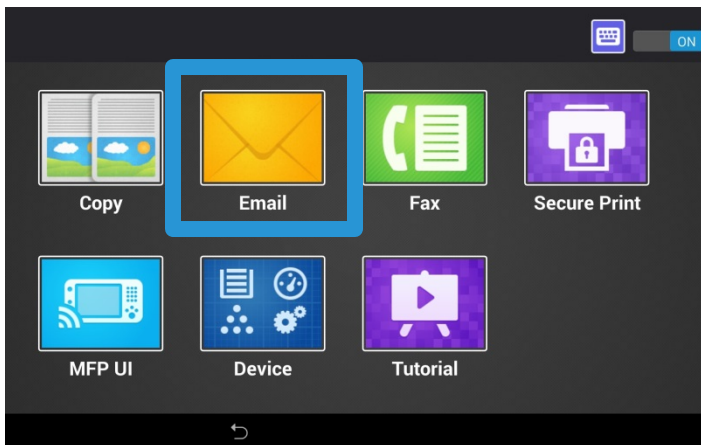 ON
Copy
Email
Fax
Secure Print
MFP UI
Device
Tutorial